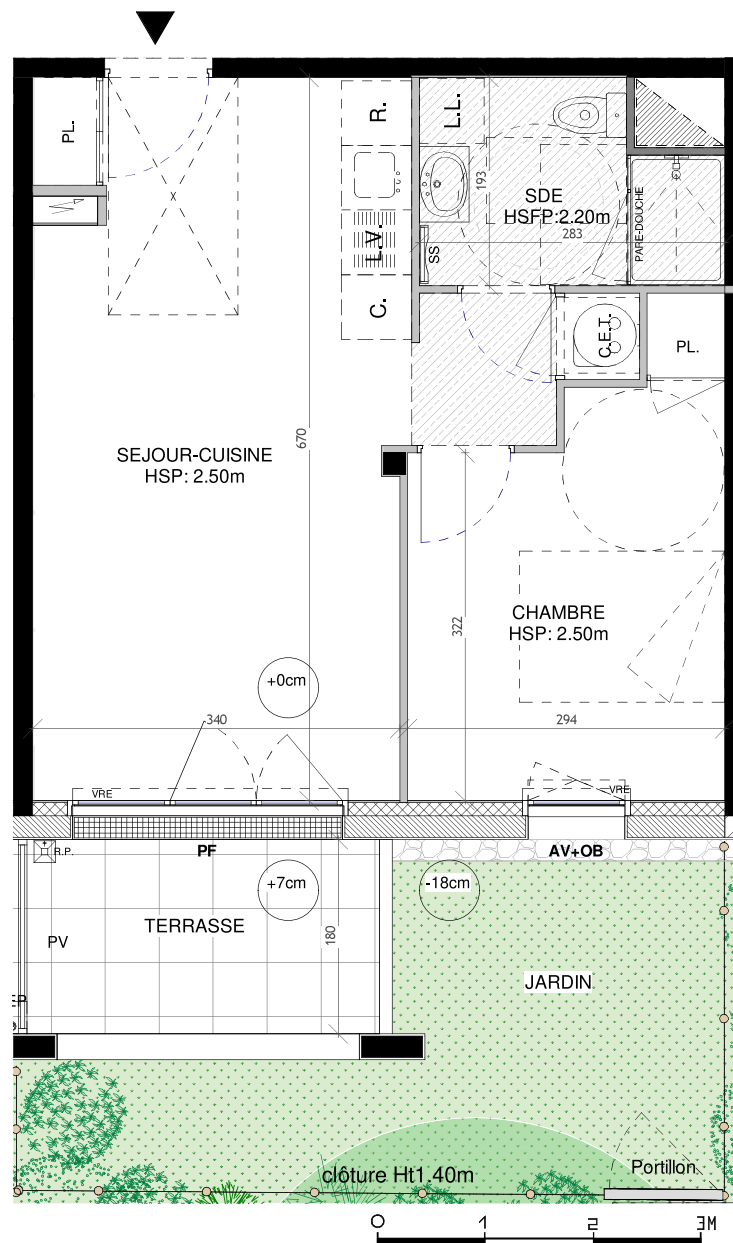 PL.
R.
L.L.
193
SDE
HSFP:2.20m
283
PARE-DOUCHE
L.V.
SS
C.
C.E.I.
PL.
SEJOUR-CUISINE
HSP: 2.50m
670
322
CHAMBRE
HSP: 2.50m
+0cm
340
294
VRE
VRE
R.P.
PF
AV+OB
+7cm
-18cm
TERRASSE
PV
180
JARDIN
clôture Ht1.40m
Portillon
0 1 2 3M